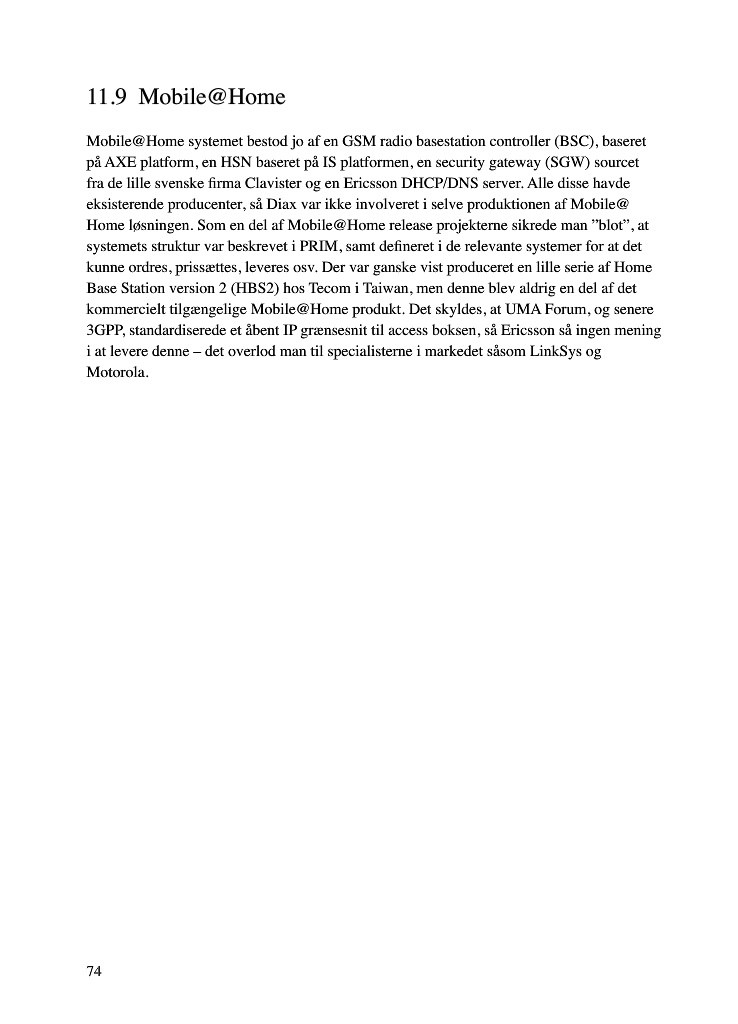 11.9 Mobile@Home
Mobile@Home systemet bestod jo af en GSM radio basestation controller (BSC), baseret
på AXE platform, en HSN baseret på IS platformen, en security gateway (SGW) sourcet
fra de lille svenske firma Clavister og en Ericsson DHCP/DNS server. Alle disse havde
eksisterende producenter, så Diax var ikke involveret i selve produktionen af Mobile@
Home løsningen. Som en del af Mobile@Home release projekterne sikrede man ”blot”, at
systemets struktur var beskrevet i PRIM, samt defineret i de relevante systemer for at det
kunne ordres, prissættes, leveres osv. Der var ganske vist produceret en lille serie af Home
Base Station version 2 (HBS2) hos Tecom i Taiwan, men denne blev aldrig en del af det
kommercielt tilgængelige Mobile@Home produkt. Det skyldes, at UMA Forum, og senere
3GPP, standardiserede et åbent IP grænsesnit til access boksen, så Ericsson så ingen mening
i at levere denne – det overlod man til specialisterne i markedet såsom LinkSys og
Motorola.
74